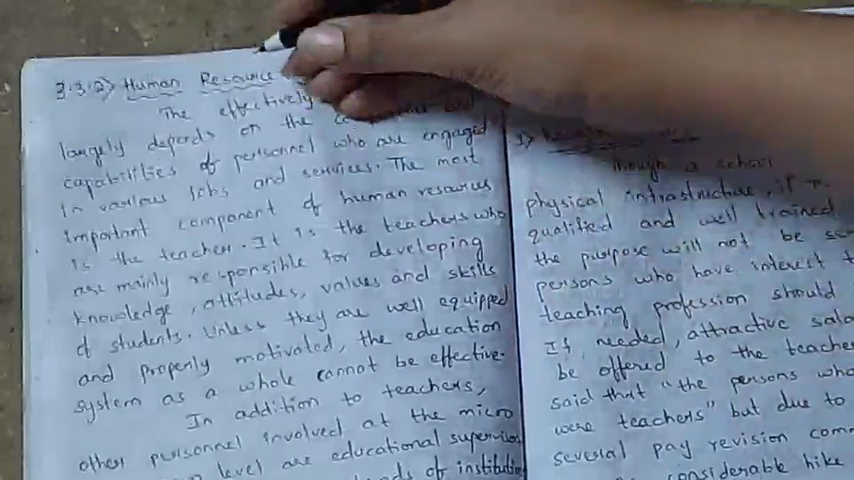 3.3.2) Human Resource
The effectively
largely depends on the
capabilities of personnel who are engaged
in various jobs and services. The most
important component of human resources
is the teacher. It is the teachers who
are mainly responsible for developing
knowledge, attitudes, values and skills
of students. Unless they are well equipped
and properly motivated, the education
system as a whole cannot be effective.
In addition to teachers,
other personnel involved at the micro
level are educational supervisors
of institution
1)
Though a school
physical infrastructure, if
qualified and well trained
the purpose will not be
persons who have interest
teaching profession should
If needed, attractive
be offered to the teachers
said that "the persons who
were teachers" but due to
several pay revision
considerable hike